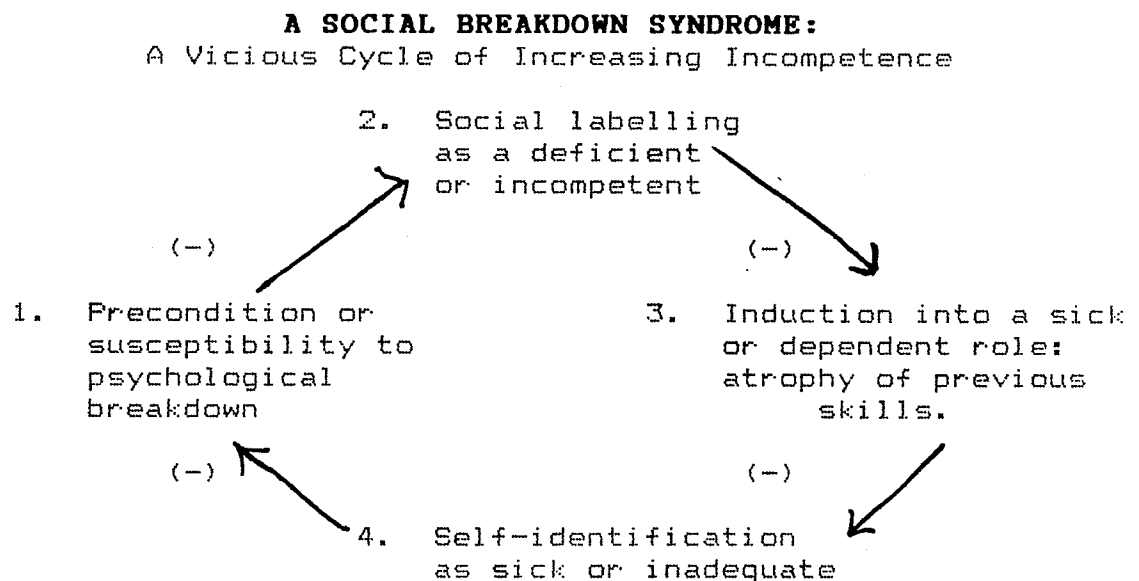 A SOCIAL BREAKDOWN SYNDROME:
A Vicious Cycle of Increasing Incompetence
2. Social labelling
as a deficient
or incompetent
(-)
(-)
1. Precondition or
susceptibility to
psychological
breakdown
3. Induction into a sick
or dependent role:
atrophy of previous
skills.
(-)
(-)
4. Self-identification
as sick or inadequate